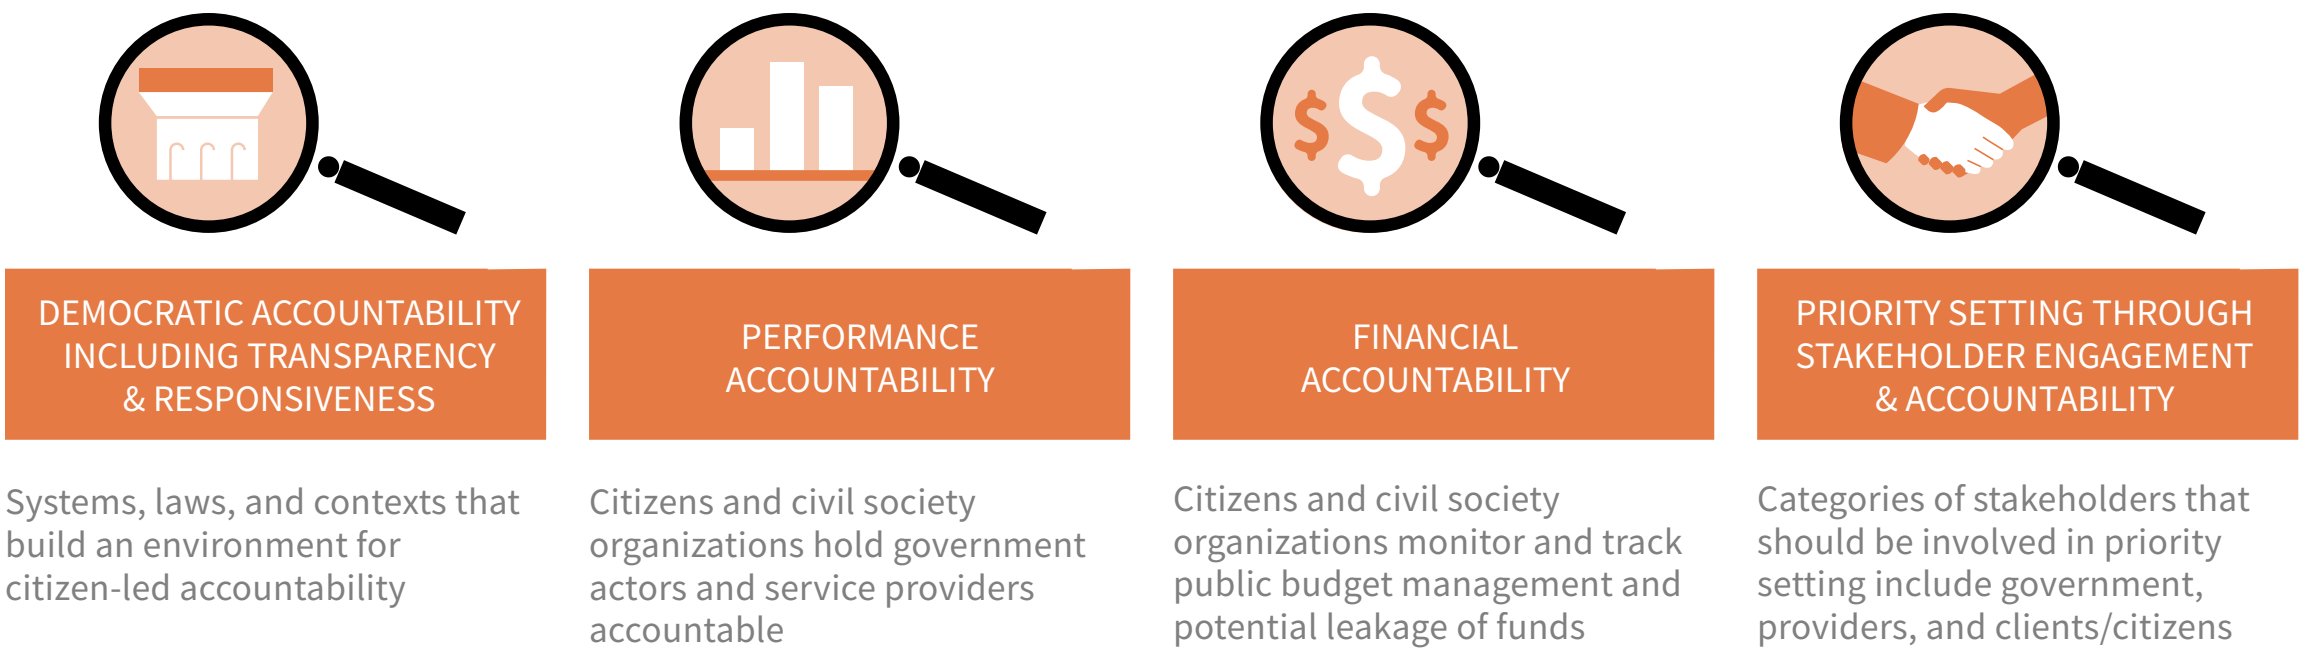 DEMOCRATIC ACCOUNTABILITY
INCLUDING TRANSPARENCY
& RESPONSIVENESS
Systems, laws, and contexts that
build an environment for
citizen-led accountability
PERFORMANCE
ACCOUNTABILITY
Citizens and civil society
organizations hold government
actors and service providers
accountable
FINANCIAL
ACCOUNTABILITY
Citizens and civil society
organizations monitor and track
public budget management and
potential leakage of funds
PRIORITY SETTING THROUGH
STAKEHOLDER ENGAGEMENT
& ACCOUNTABILITY
Categories of stakeholders that
should be involved in priority
setting include government,
providers, and clients/citizens